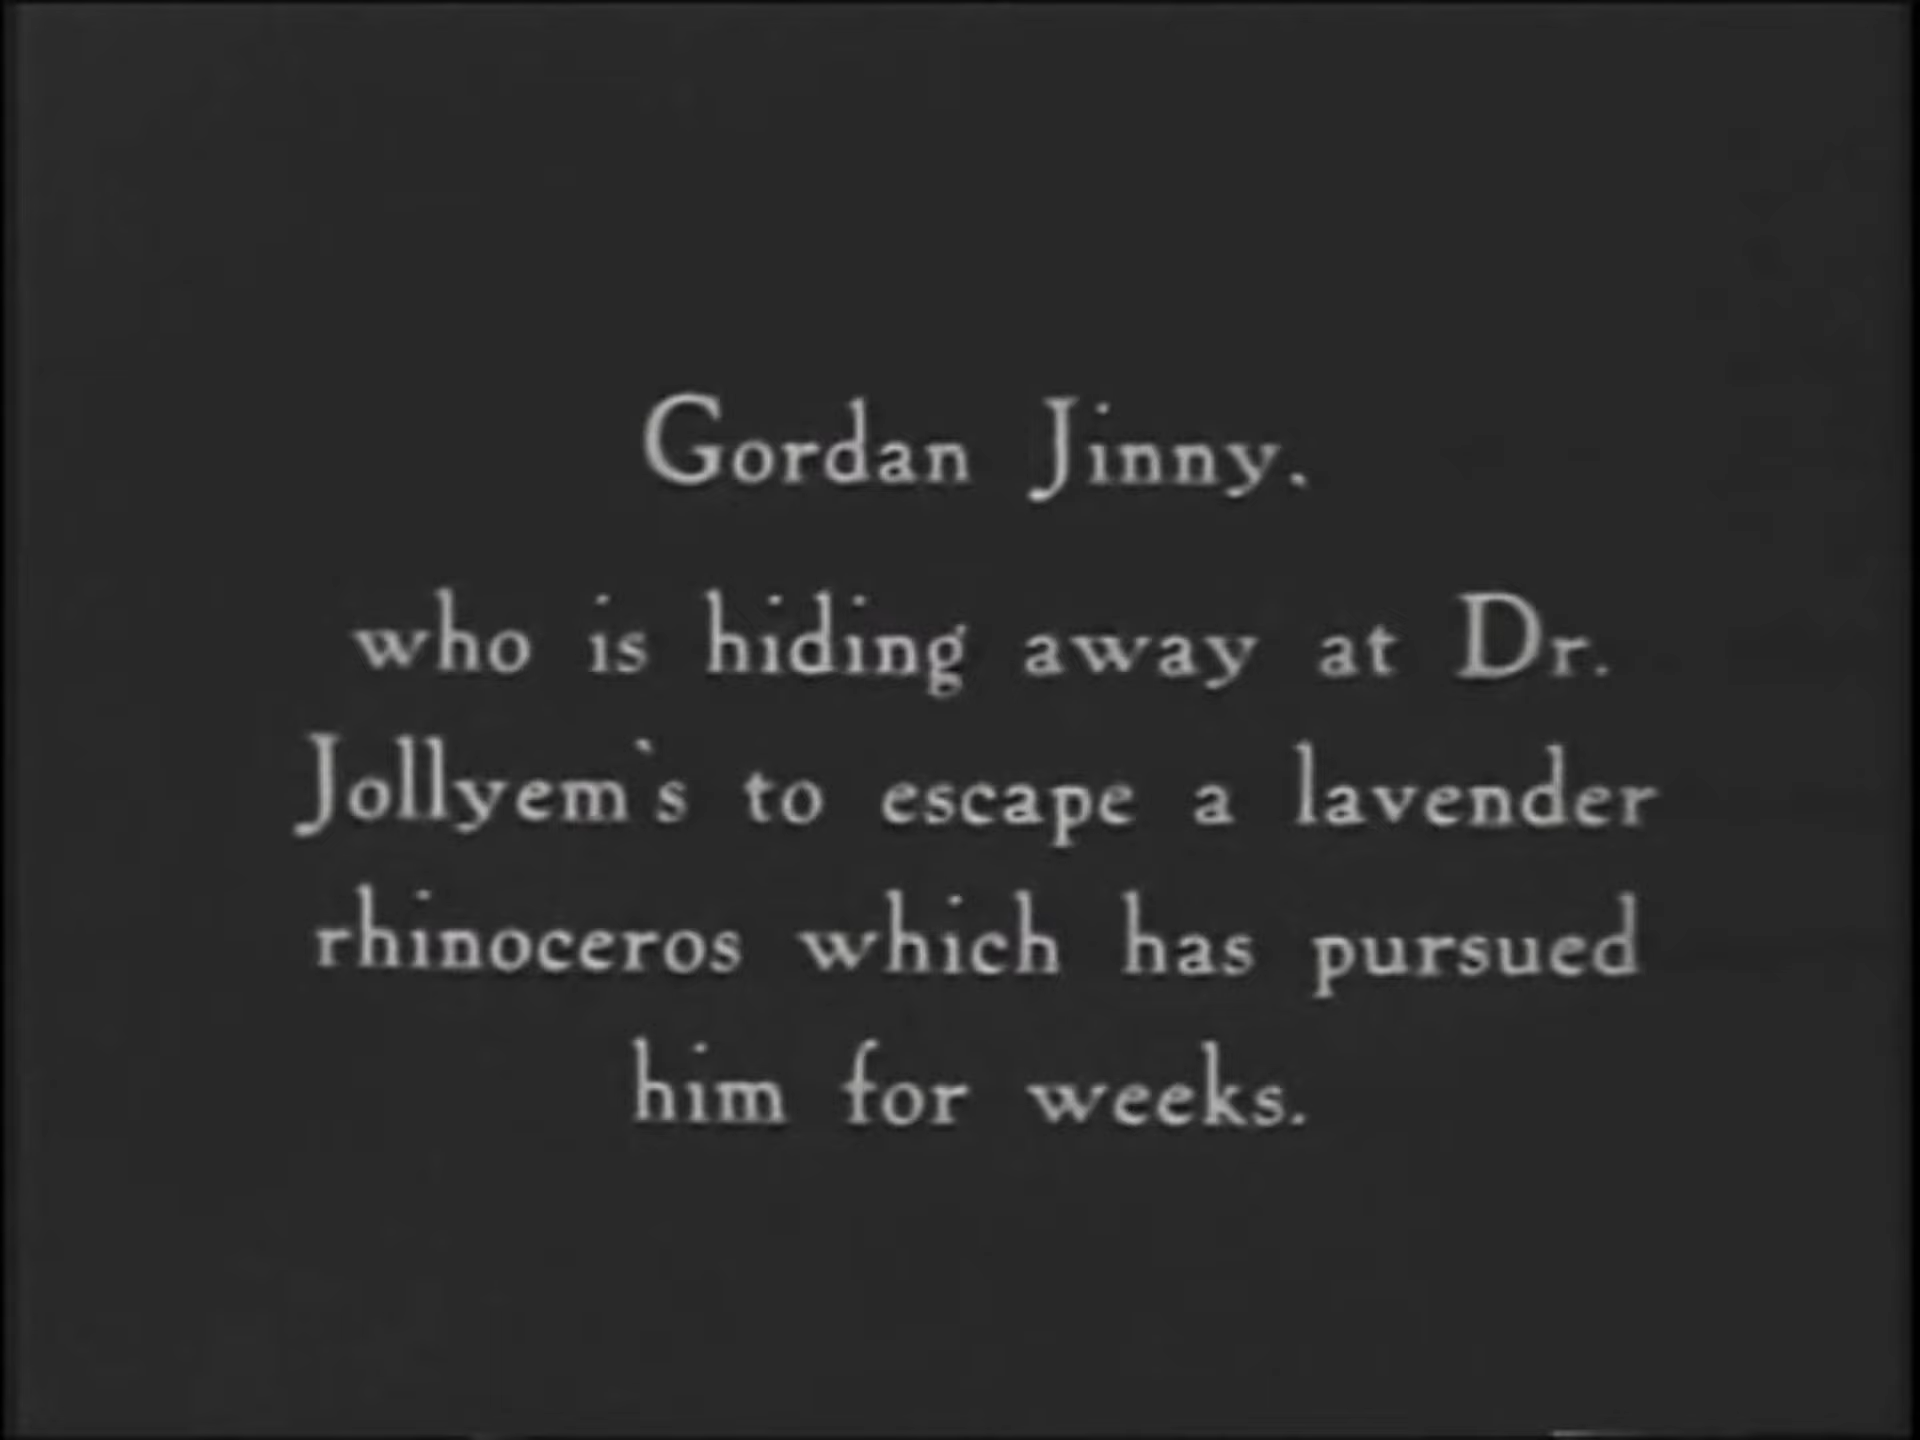 Gordan Jinny.
who is hiding away at Dr.
Jollyem`s to escape a lavender
rhinoceros which has pursued
him for weeks.